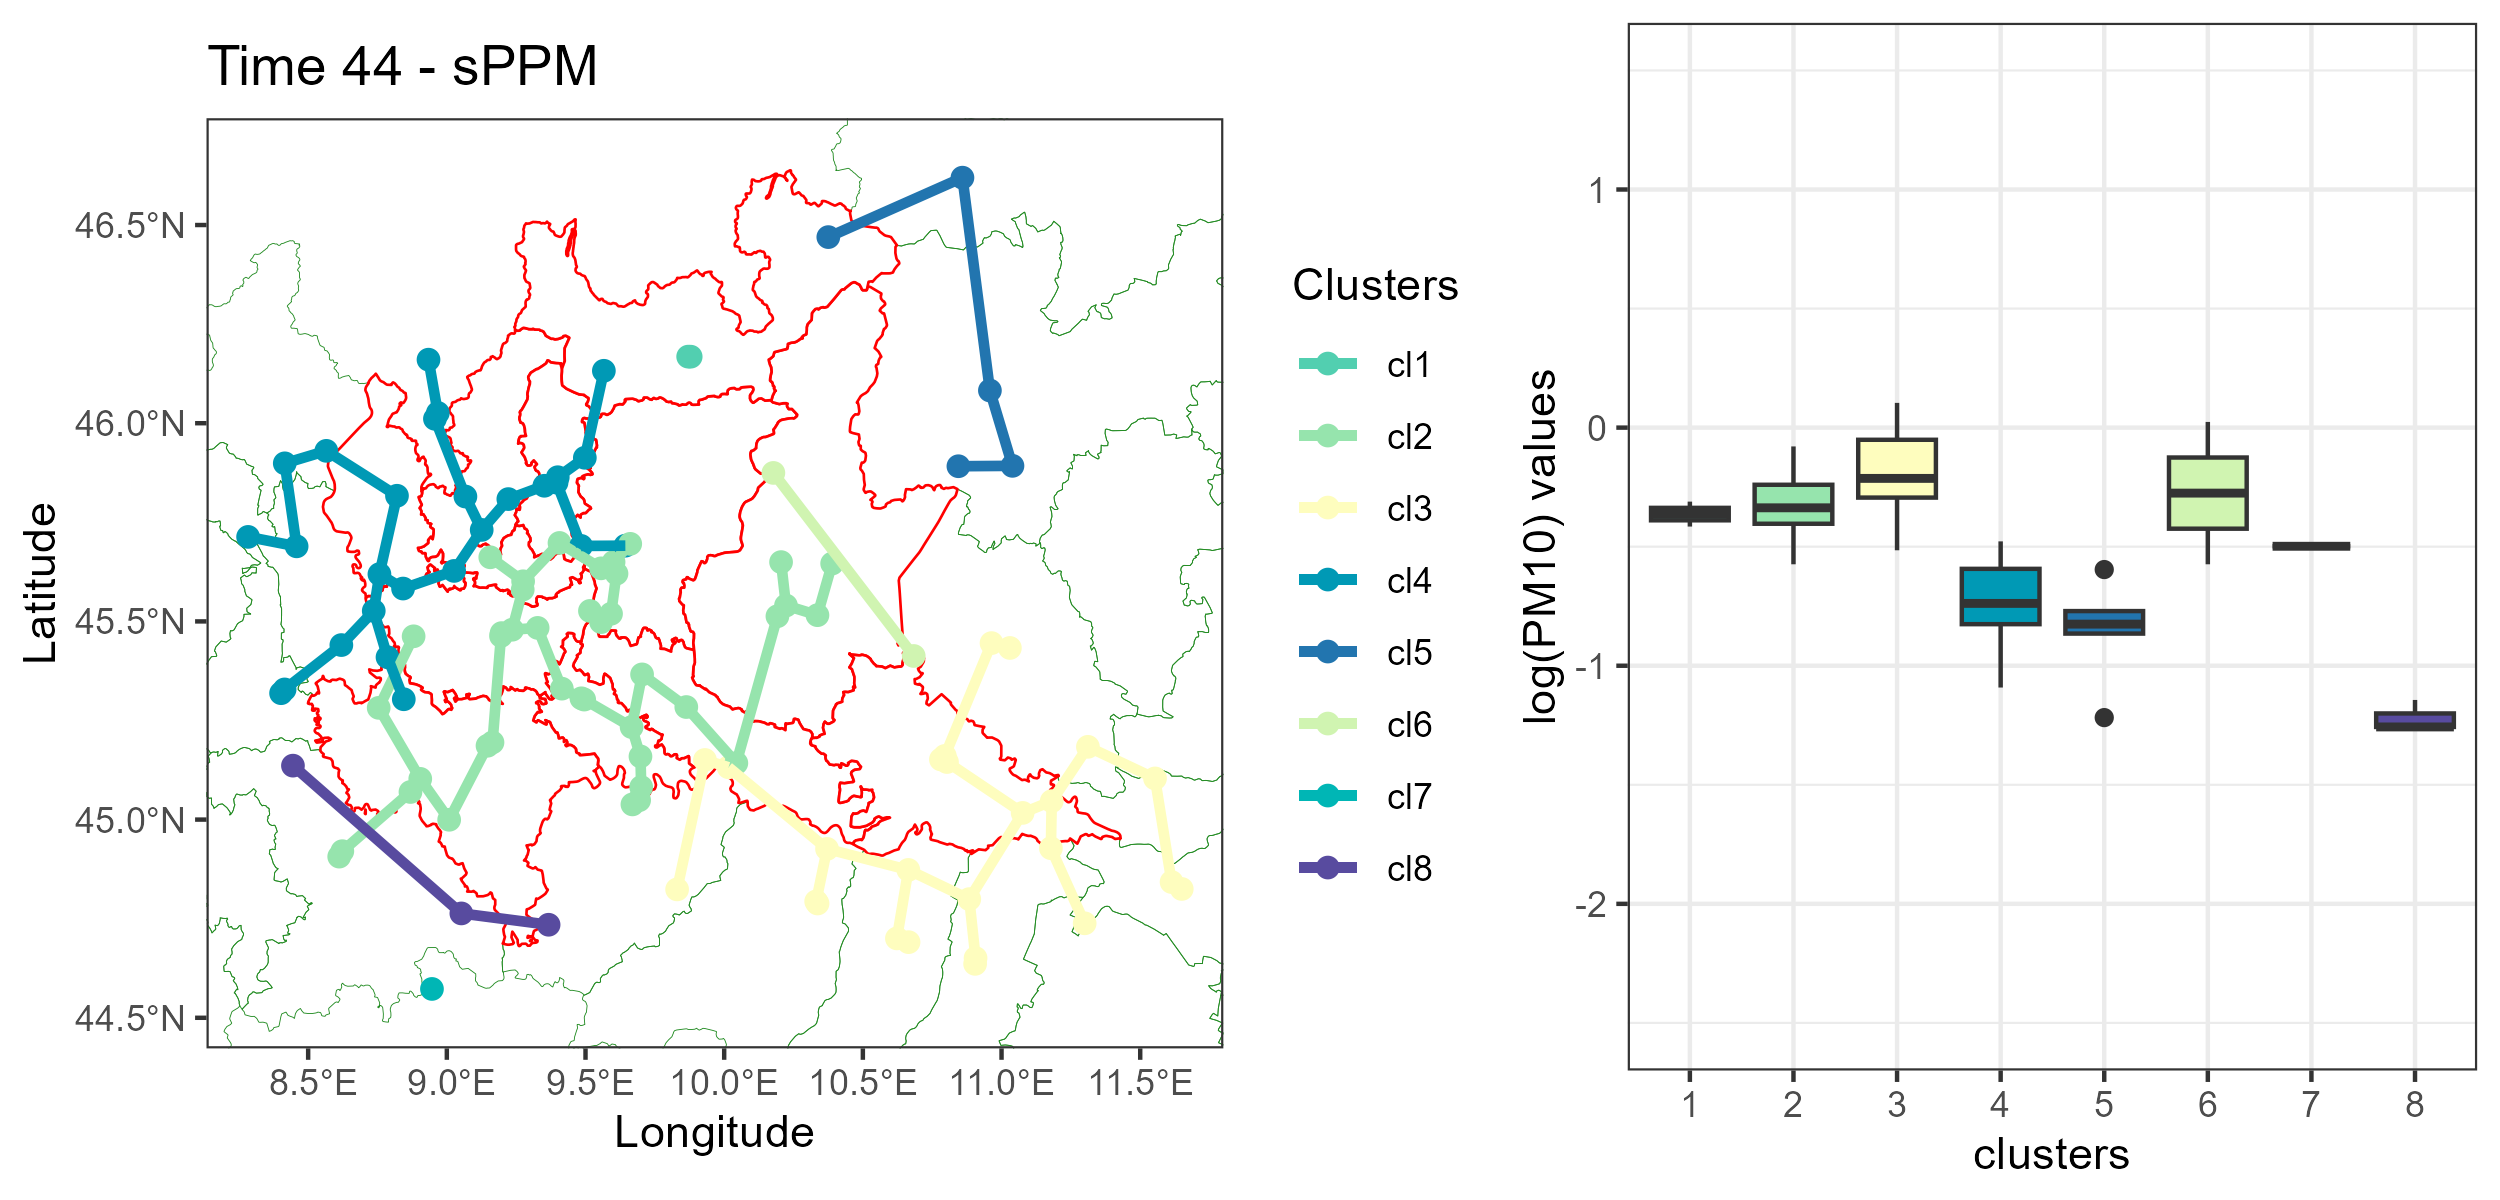 Time 44 - sPPM
Latitude
46.5°N
46.0°N
45.5°N
45.0°N
44.5°N
8.5°E 9.0°E 9.5°E 10.0°E 10.5°E 11.0°E 11.5°E
Longitude
Clusters
cl1
cl2
cl3
cl4
cl5
cl6
cl7
cl8
log(PM10) values
1
0
-1
-2
1 2 3 4 5 6 7 8
clusters